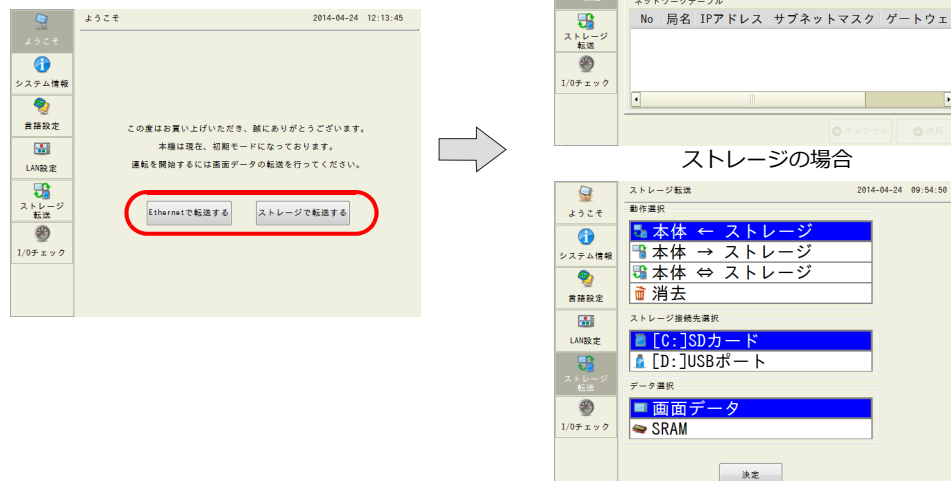 ようこそ 2014-04-24 12:13:45
ようこそ
システム情報
言語設定
LAN設定
ストレージ
転送
I/Oチェック
この度はお買い上げいただき、誠にありがとうございます。
本機は現在、初期モードになっております。
運転を開始するには画面データの転送を行ってください。
Ethernetで転送する ストレージで転送する
ネットワークテーブル
No 局名 IPアドレス サブネットマスク ゲートウェ
ストレージ
転送
I/Oチェック
キャンセル 適用
ストレージの場合
ストレージ転送 2014-04-24 09:54:50
ようこそ
システム情報
言語設定
LAN設定
ストレージ
転送
I/Oチェック
動作選択
本体 ← ストレージ
本体 → ストレージ
本体 ⇔ ストレージ
消去
ストレージ接続先選択
[C:]SDカード
[D:]USBポート
データ選択
画面データ
SRAM
決定